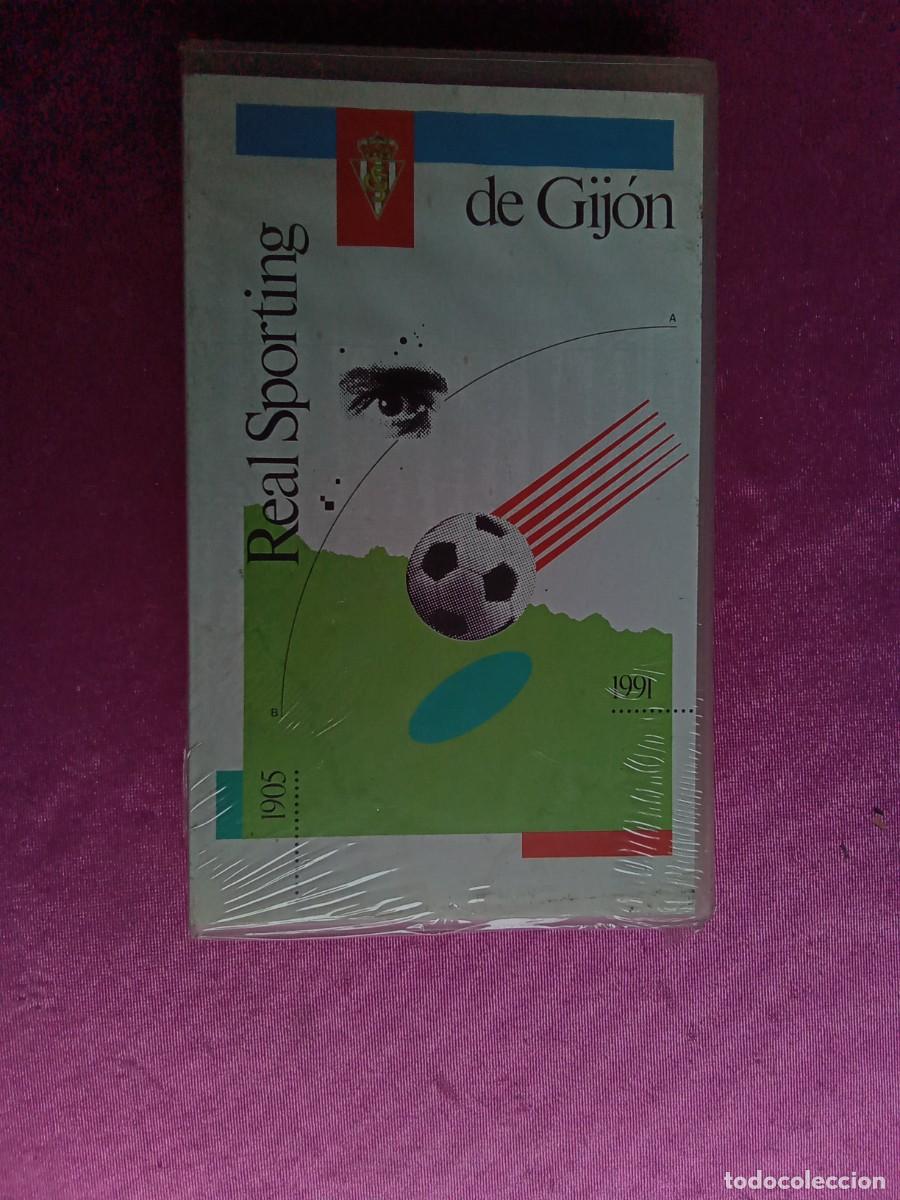 Real Sporting
de Gijón
A
B
1991
1905
todocoleccion